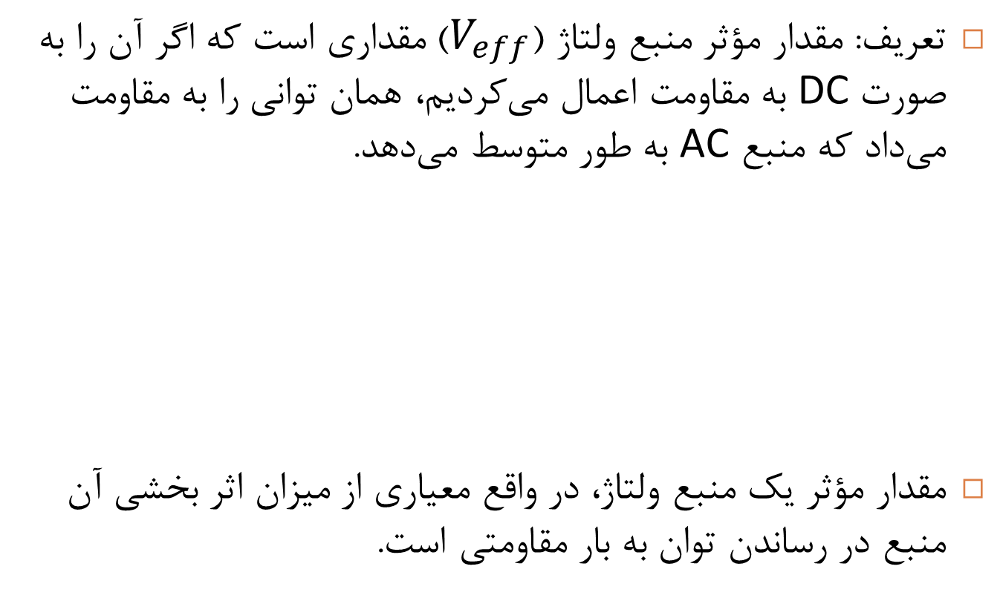 □ تعریف: مقدار مؤثر منبع ولتاژ (V_eff) مقداری است که اگر آن را به
صورت DC به مقاومت اعمال می‌کردیم، همان توانی را به مقاومت
می‌داد که منبع AC به طور متوسط می‌دهد.
□ مقدار مؤثر یک منبع ولتاژ، در واقع معیاری از میزان اثر بخشی آن
منبع در رساندن توان به بار مقاومتی است.